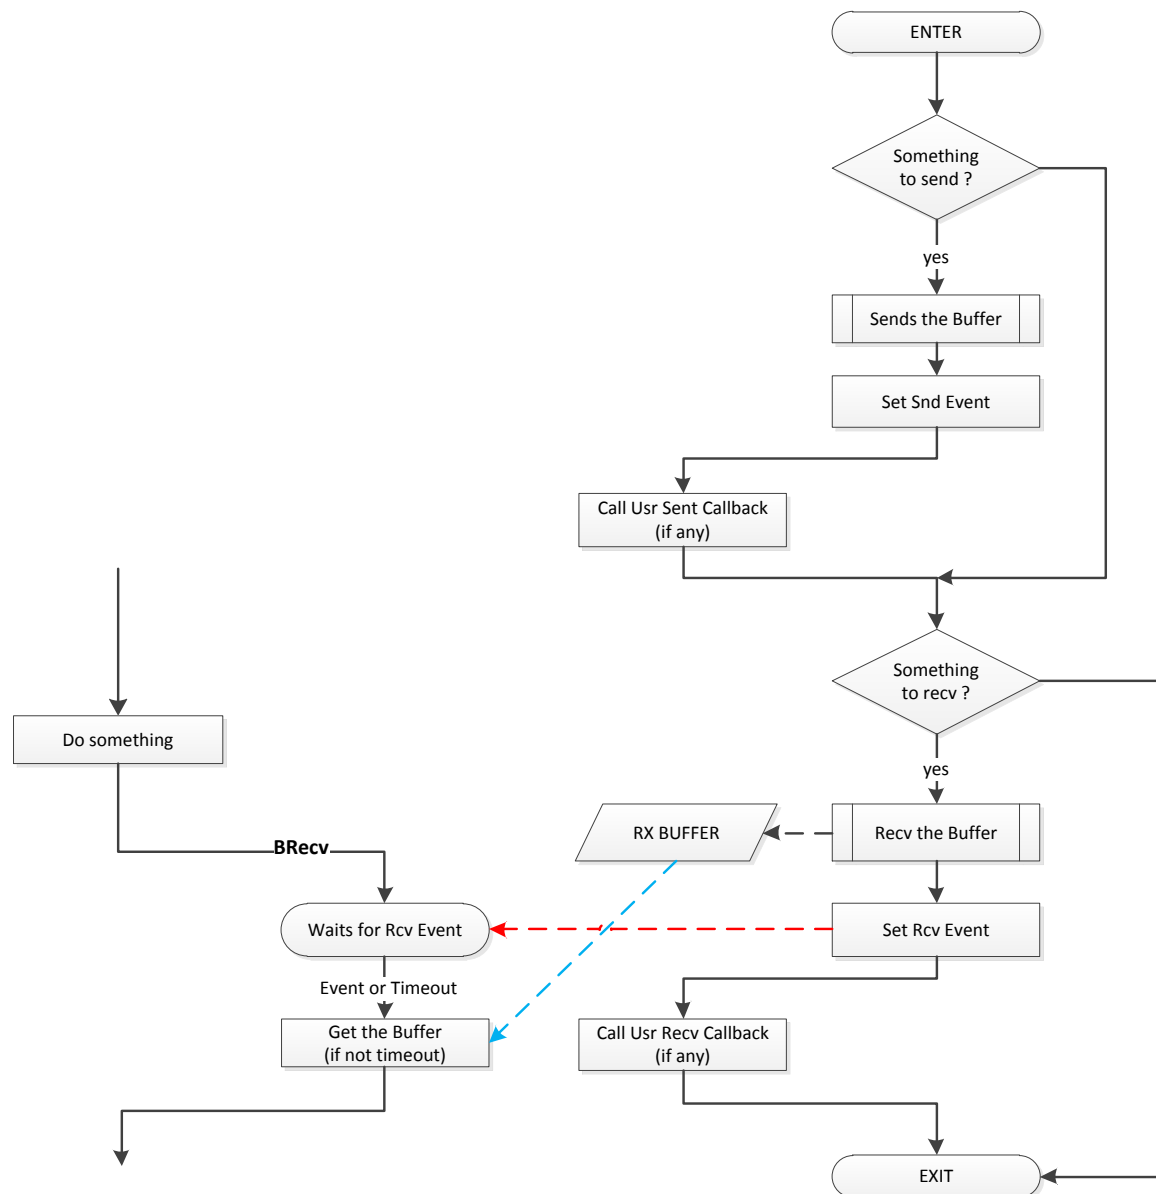 ENTER
Something
to send ?
yes
Sends the Buffer
Set Snd Event
Call Usr Sent Callback
(if any)
Something
to recv ?
Do something
yes
RX BUFFER
Recv the Buffer
BRecv
Waits for Rcv Event
Set Rcv Event
Event or Timeout
Get the Buffer
(if not timeout)
Call Usr Recv Callback
(if any)
EXIT